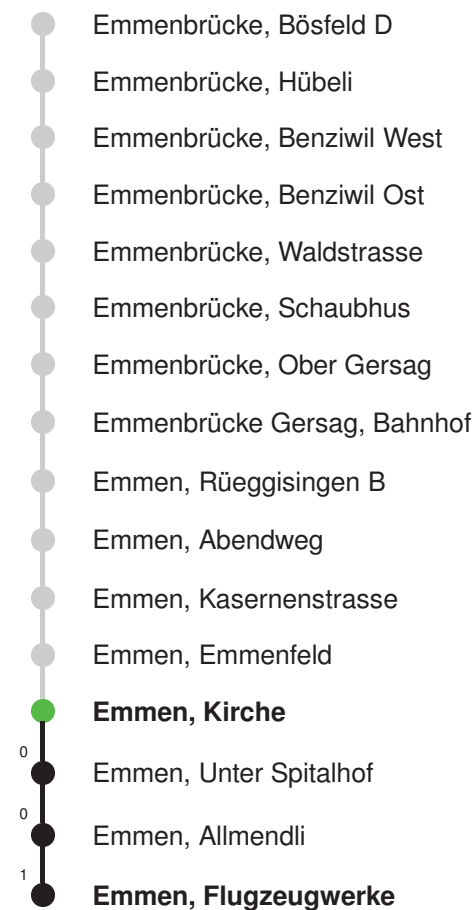 Emmenbrücke, Bösfeld D
Emmenbrücke, Hübeli
Emmenbrücke, Benziwil West
Emmenbrücke, Benziwil Ost
Emmenbrücke, Waldstrasse
Emmenbrücke, Schaubhus
Emmenbrücke, Ober Gersag
Emmenbrücke Gersag, Bahnhof
Emmen, Rüeggisingen B
Emmen, Abendweg
Emmen, Kasernenstrasse
Emmen, Emmenfeld
Emmen, Kirche
0 Emmen, Unter Spitalhof
0 Emmen, Allmendli
1 Emmen, Flugzeugwerke